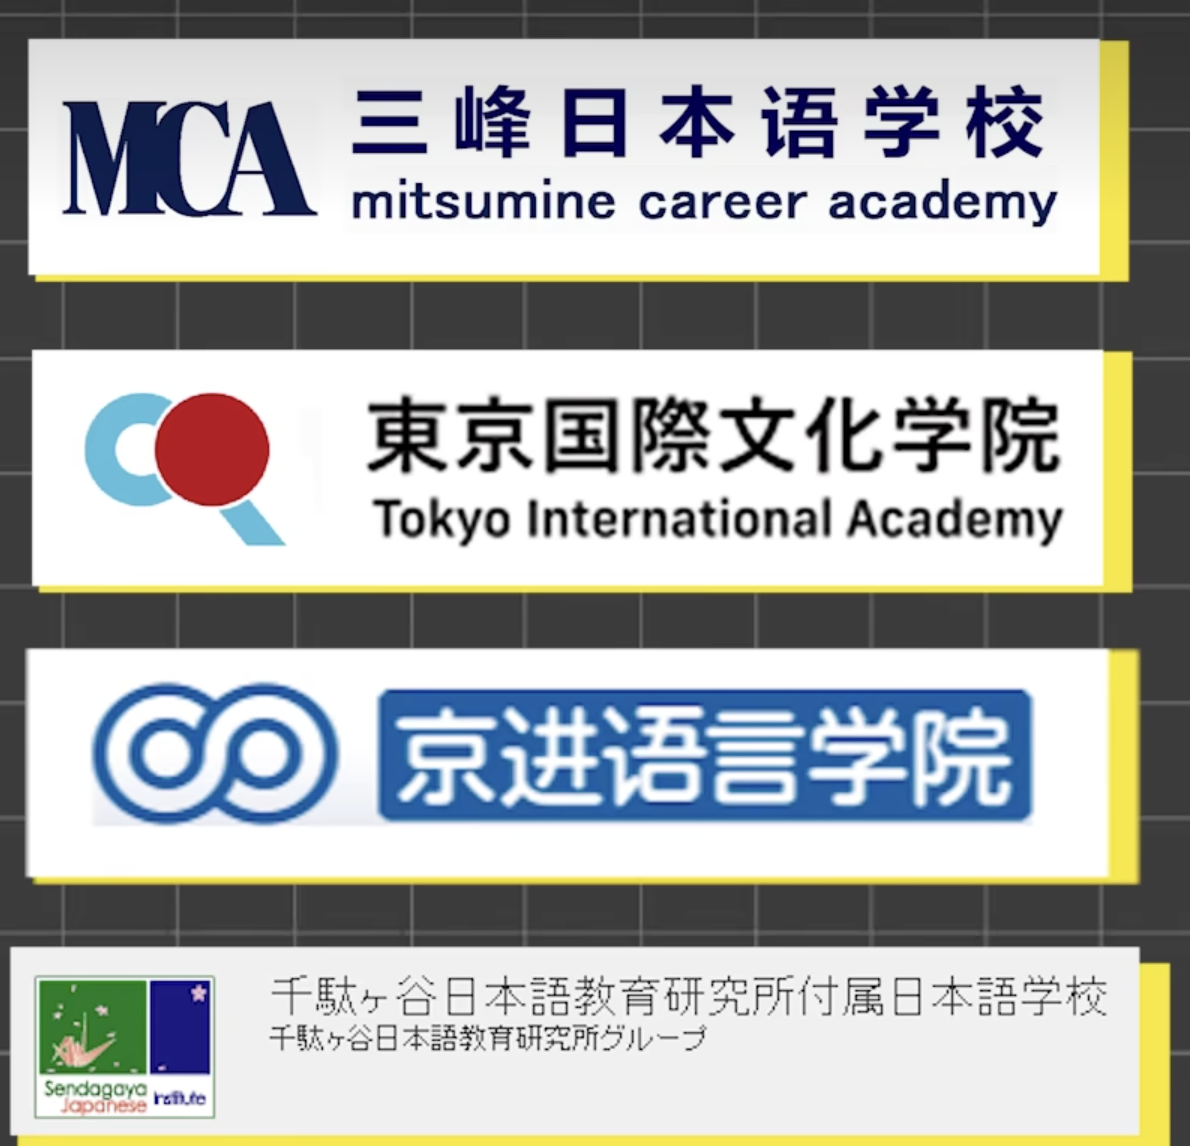 MCA
三峰日本语学校
mitsumine career academy
東京国際文化学院
Tokyo International Academy
京进语言学院
千駄ヶ谷日本語教育研究所付属日本語学校
千駄ヶ谷日本語教育研究所グループ
Sendagaya
Japanese Institute